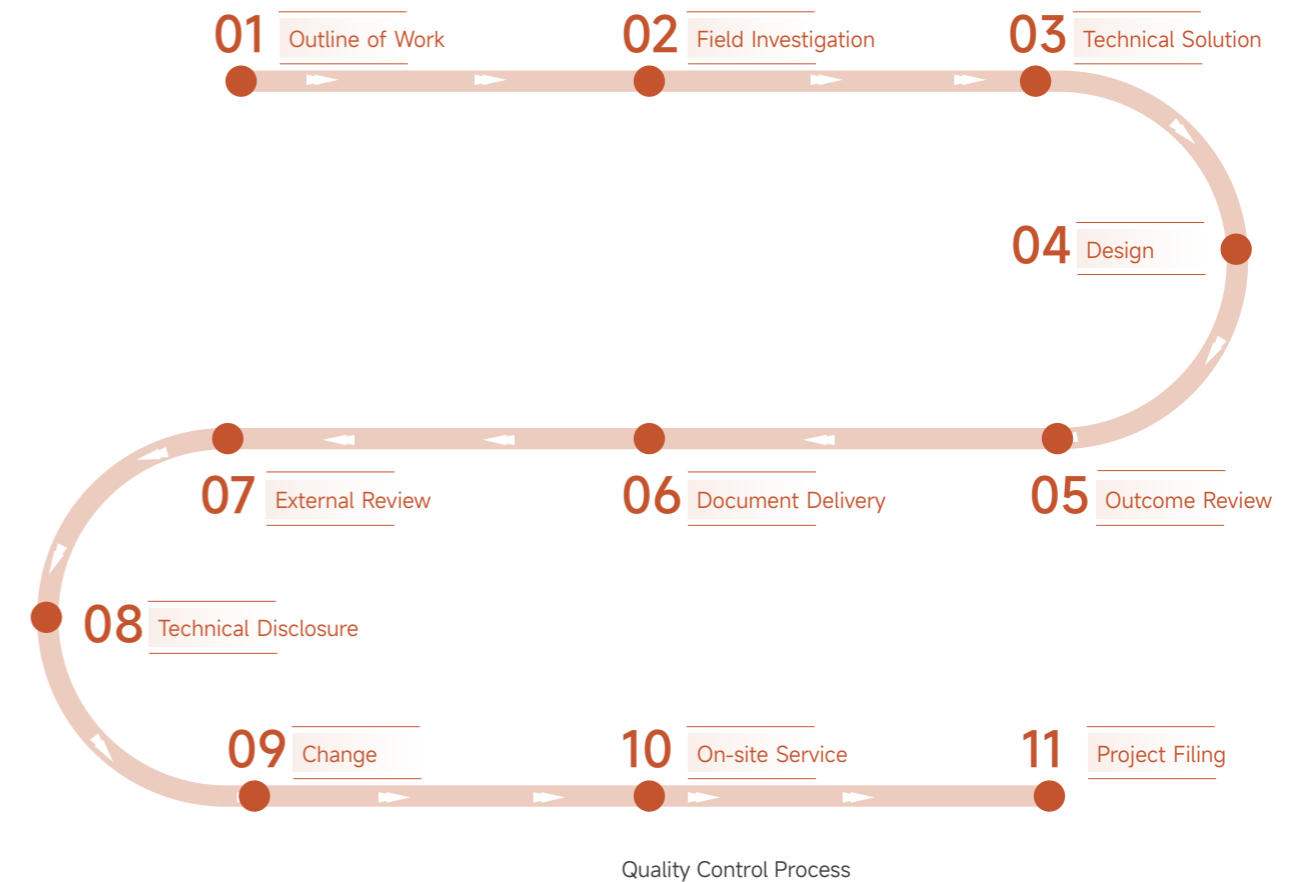 01 Outline of Work
02 Field Investigation
03 Technical Solution
04 Design
05 Outcome Review
06 Document Delivery
07 External Review
08 Technical Disclosure
09 Change
10 On-site Service
11 Project Filing
Quality Control Process